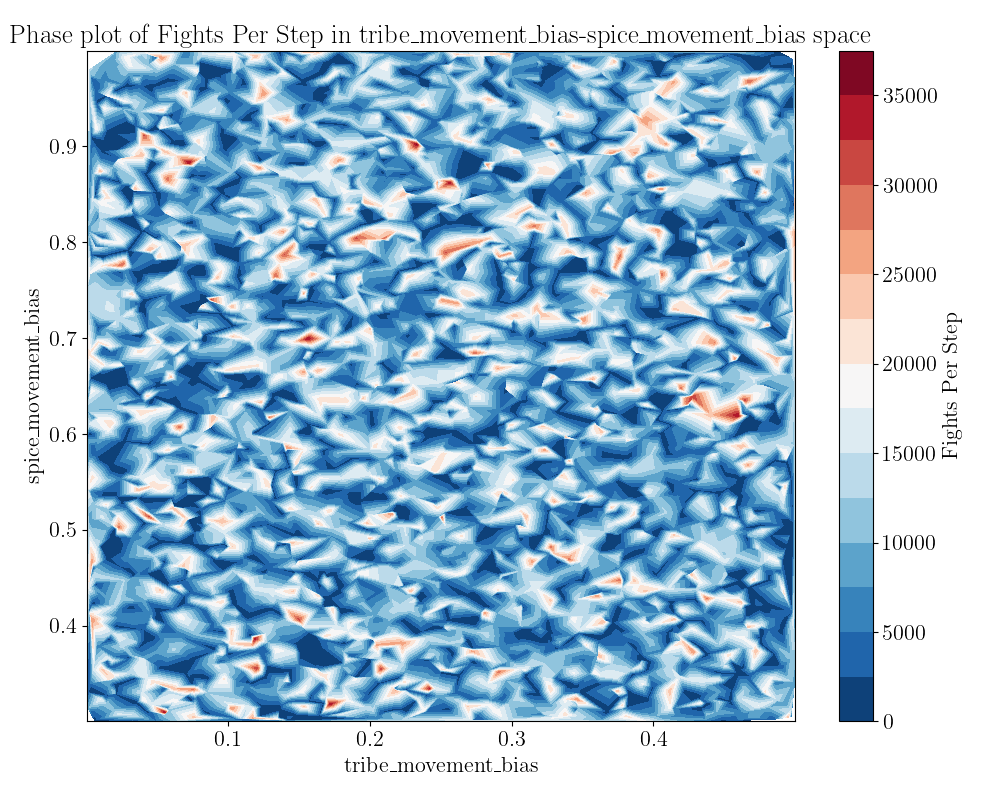 Phase plot of Fights Per Step in tribe_movement_bias-spice_movement_bias space
0.9
0.8
0.7
0.6
0.5
0.4
spice_movement_bias
0.1 0.2 0.3 0.4
tribe_movement_bias
35000
30000
25000
20000
15000
10000
5000
0
Fights Per Step